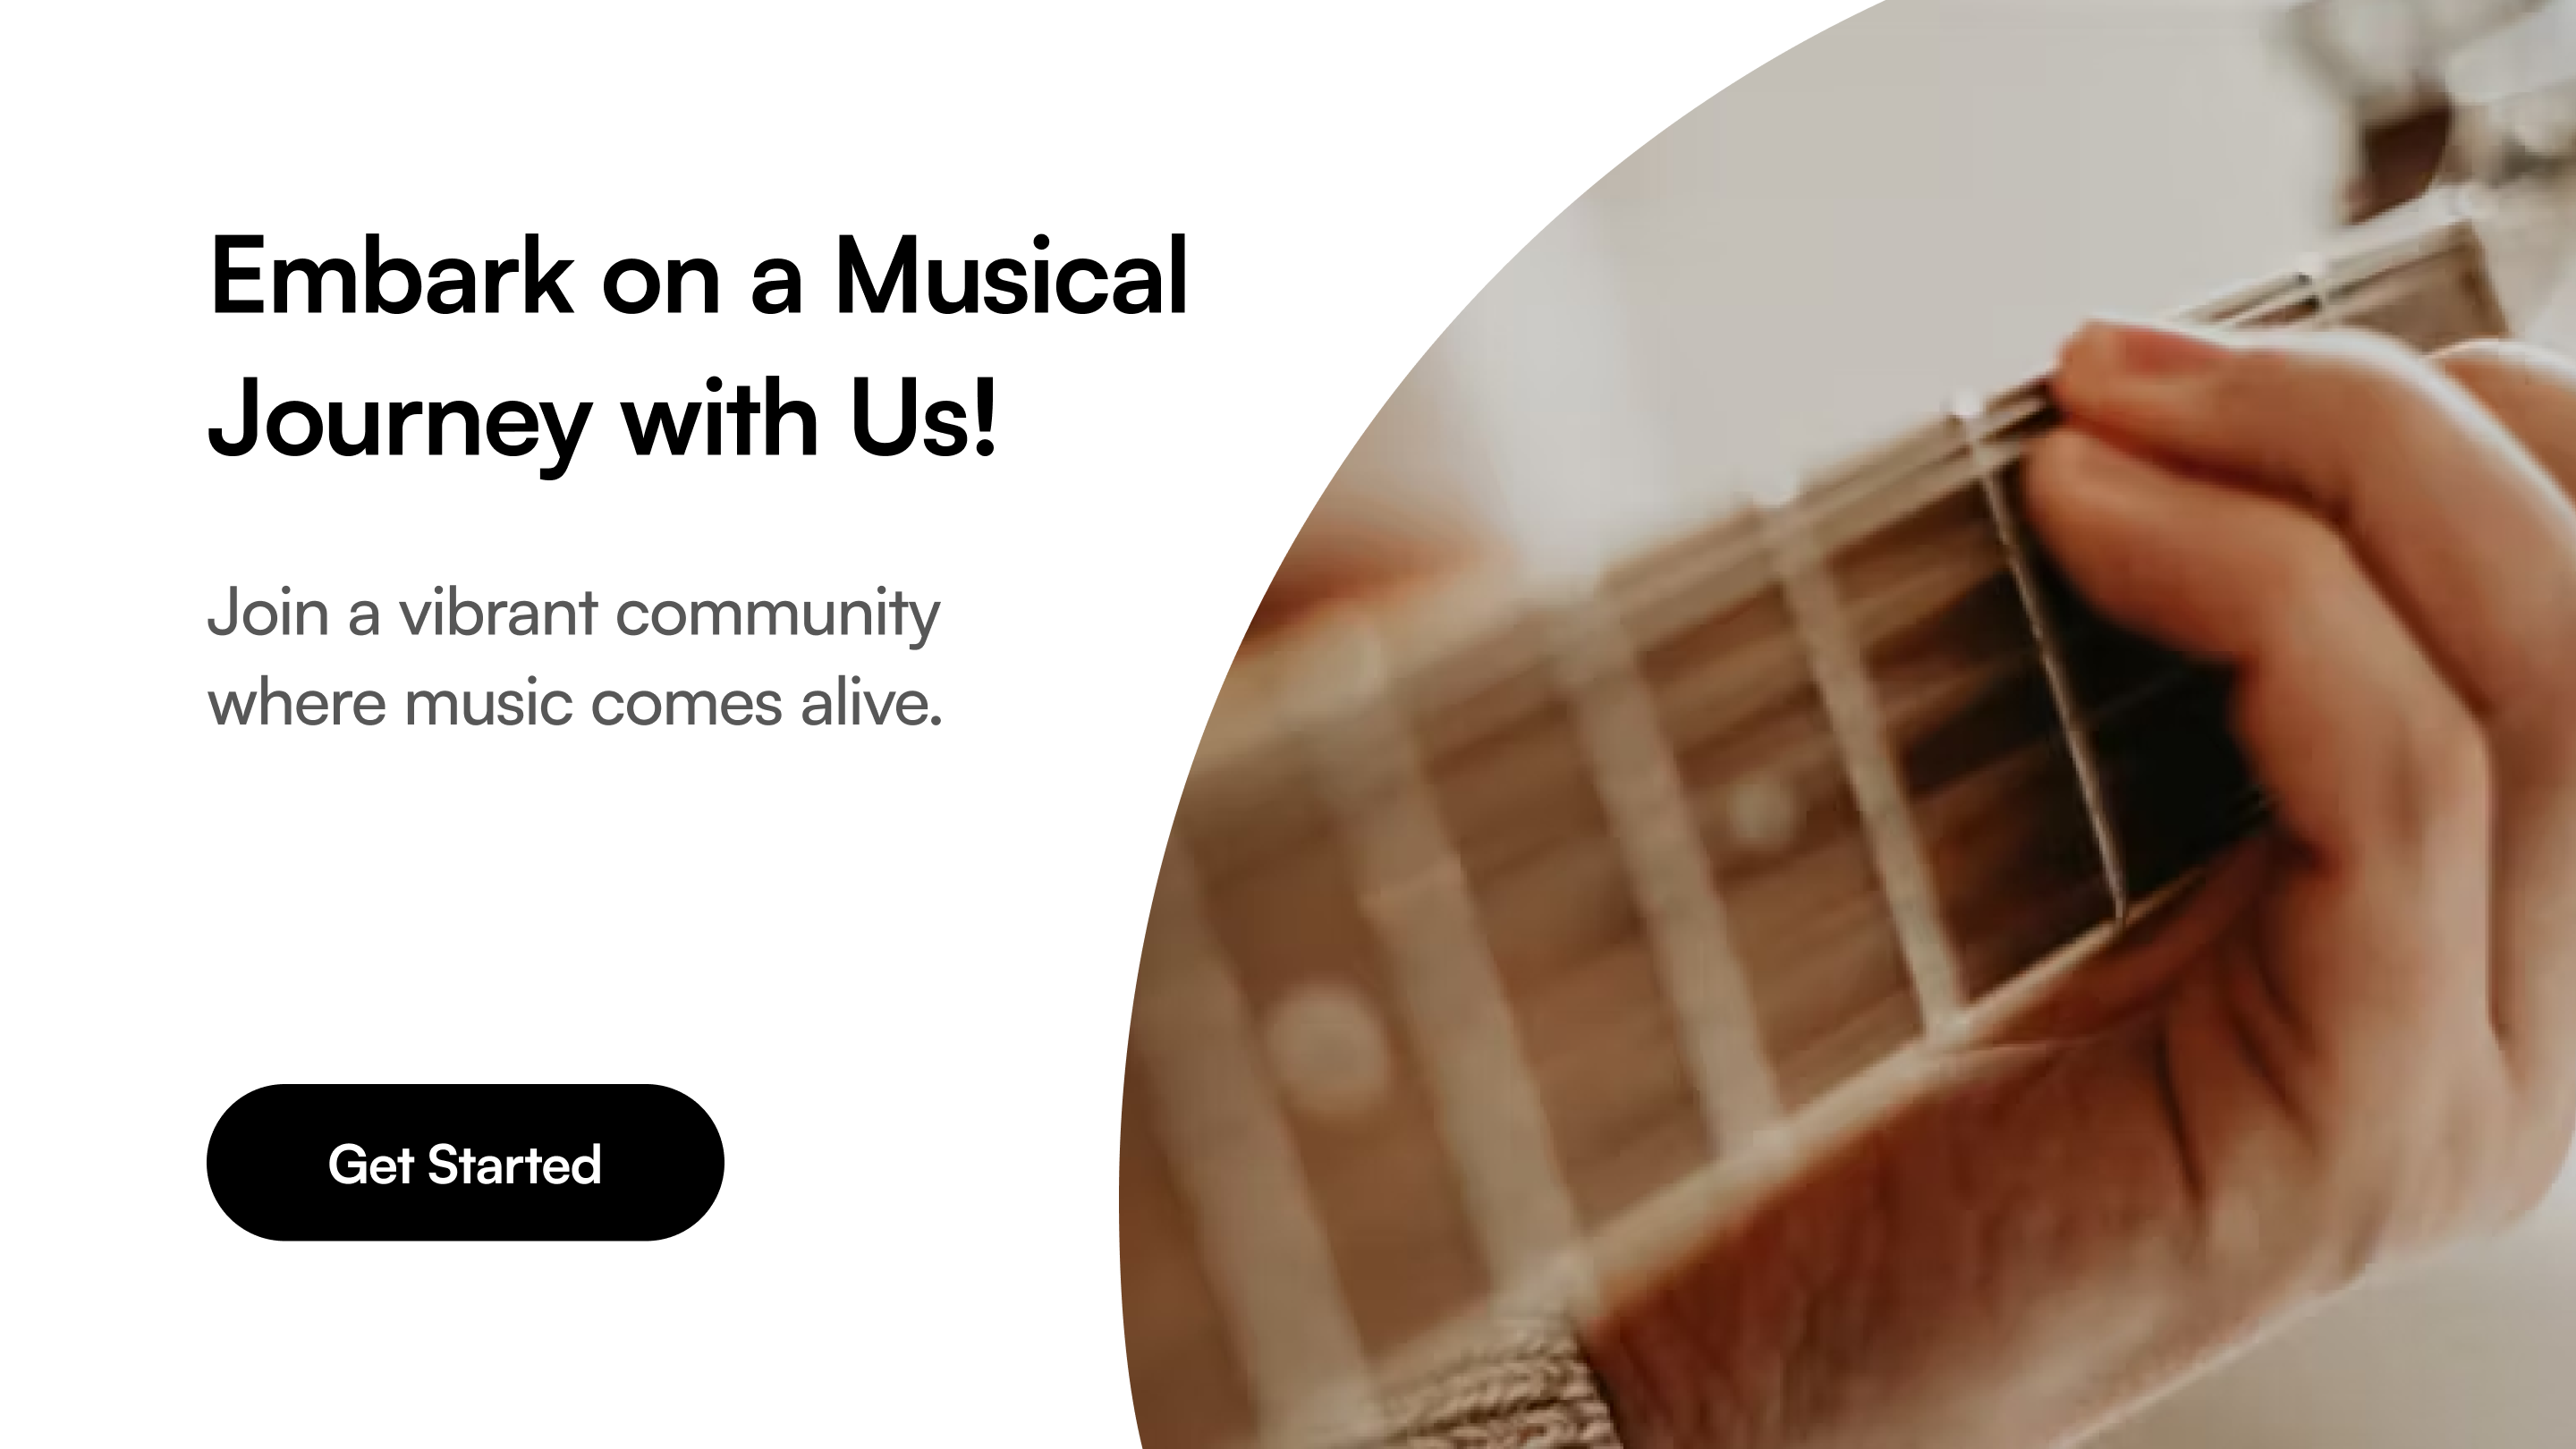 Embark on a Musical
Journey with Us!
Join a vibrant community
where music comes alive.
Get Started